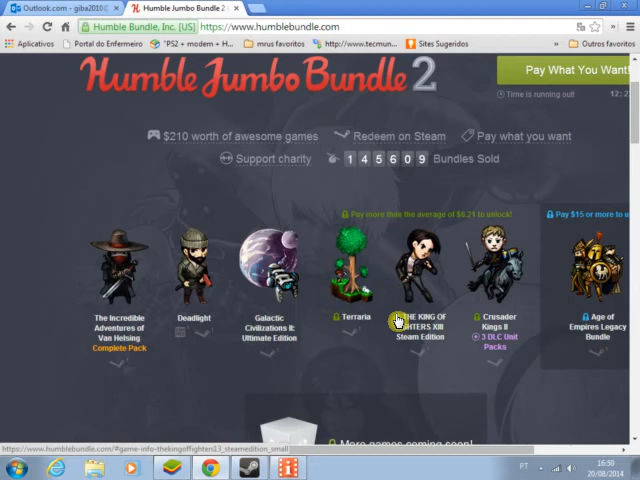 Outlook.com - giba2010@
Humble Jumbo Bundle 2
Humble Bundle, Inc. [US] https://www.humblebundle.com
Aplicativos
Portal do Enfermeiro
"PS2 + modem + H...
mrus favoritos
http://www.tecmun...
Sites Sugeridos
»
Outros favoritos
Humble Jumbo Bundle 2
Pay What You Want!
Time is running out!
$210 worth of awesome games
Redeem on Steam
Pay what you want
Support charity
145609 Bundles Sold
Pay more than the average of $6.21 to unlock!
Pay $15 or more to u
The Incredible
Adventures of
Van Helsing
Complete Pack
Deadlight
Galactic
Civilizations II:
Ultimate Edition
Terraria
THE KING OF
FIGHTERS XIII
Steam Edition
Crusader
Kings II
3 DLC Unit
Packs
Age of
Empires Legacy
Bundle
More games coming soon!
https://www.humblebundle.com/#game-info-thekingoffighters13_steamedition_small
PT
16:50
20/08/2014